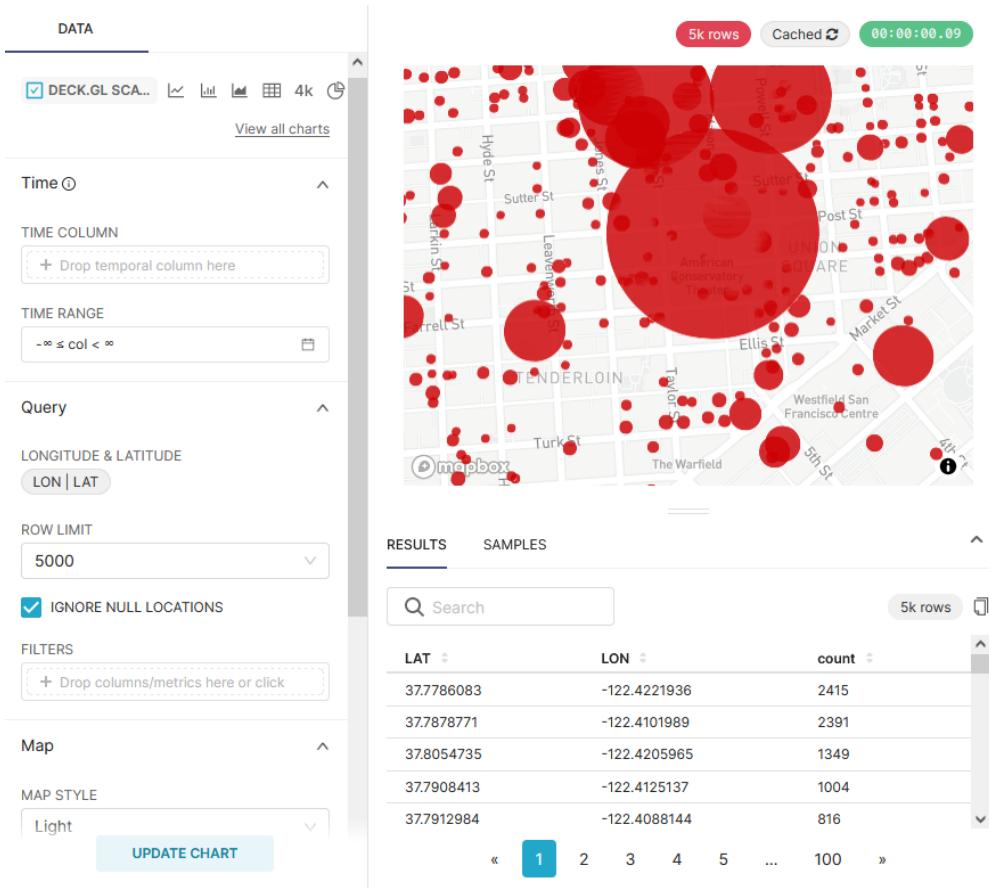 DATA
DECK.GL SCA...
4k
View all charts
Time
TIME COLUMN
+ Drop temporal column here
TIME RANGE
-∞ ≤ col < ∞
Query
LONGITUDE & LATITUDE
LON | LAT
ROW LIMIT
5000
IGNORE NULL LOCATIONS
FILTERS
+ Drop columns/metrics here or click
Map
MAP STYLE
Light
UPDATE CHART
5k rows
Cached
00:00:00.09
Hyde St
Jones St
Powell St
Sutter St
Sutter St
Larkin St
Leavenworth St
Post St
UNION SQUARE
American
Conservatory
Theater
Farrell St
Market St
Ellis St
TENDERLOIN
Taylor St
Westfield San
Francisco Centre
Turk St
The Warfield
5th St
4th St
mapbox
RESULTS
SAMPLES
Search
5k rows
LAT LON count
37.7786083 -122.4221936 2415
37.7878771 -122.4101989 2391
37.8054735 -122.4205965 1349
37.7908413 -122.4125137 1004
37.7912984 -122.4088144 816
« 1 2 3 4 5 ... 100 »